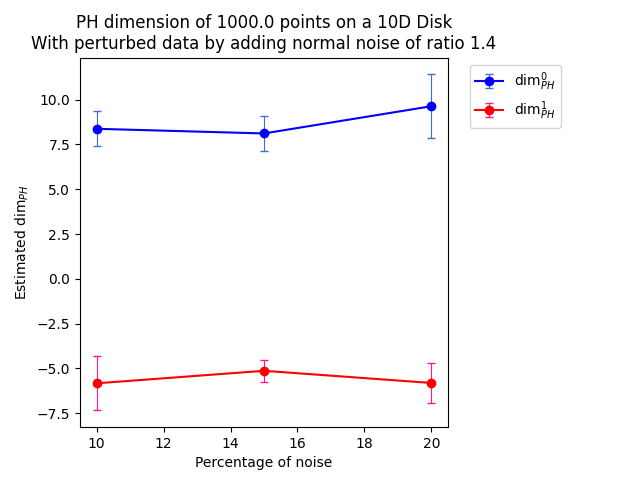 PH dimension of 1000.0 points on a 10D Disk
With perturbed data by adding normal noise of ratio 1.4
dim⁰PH
dim¹PH
Estimated dimPH
10.0
7.5
5.0
2.5
0.0
−2.5
−5.0
−7.5
10 12 14 16 18 20
Percentage of noise